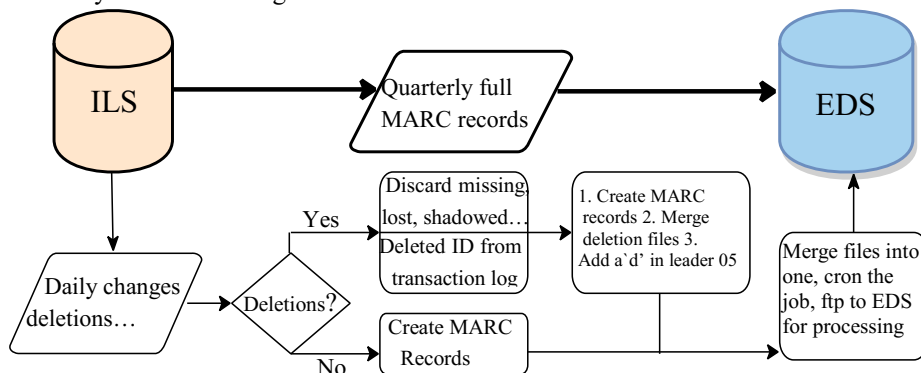 ILS
Quarterly full
MARC records
EDS
Yes
Discard missing,
lost, shadowed…
Deleted ID from
transaction log
1. Create MARC
records 2. Merge
deletion files 3.
Add a`d’ in leader 05
Daily changes
deletions…
Deletions?
No
Create MARC
Records
Merge files into
one, cron the
job, ftp to EDS
for processing